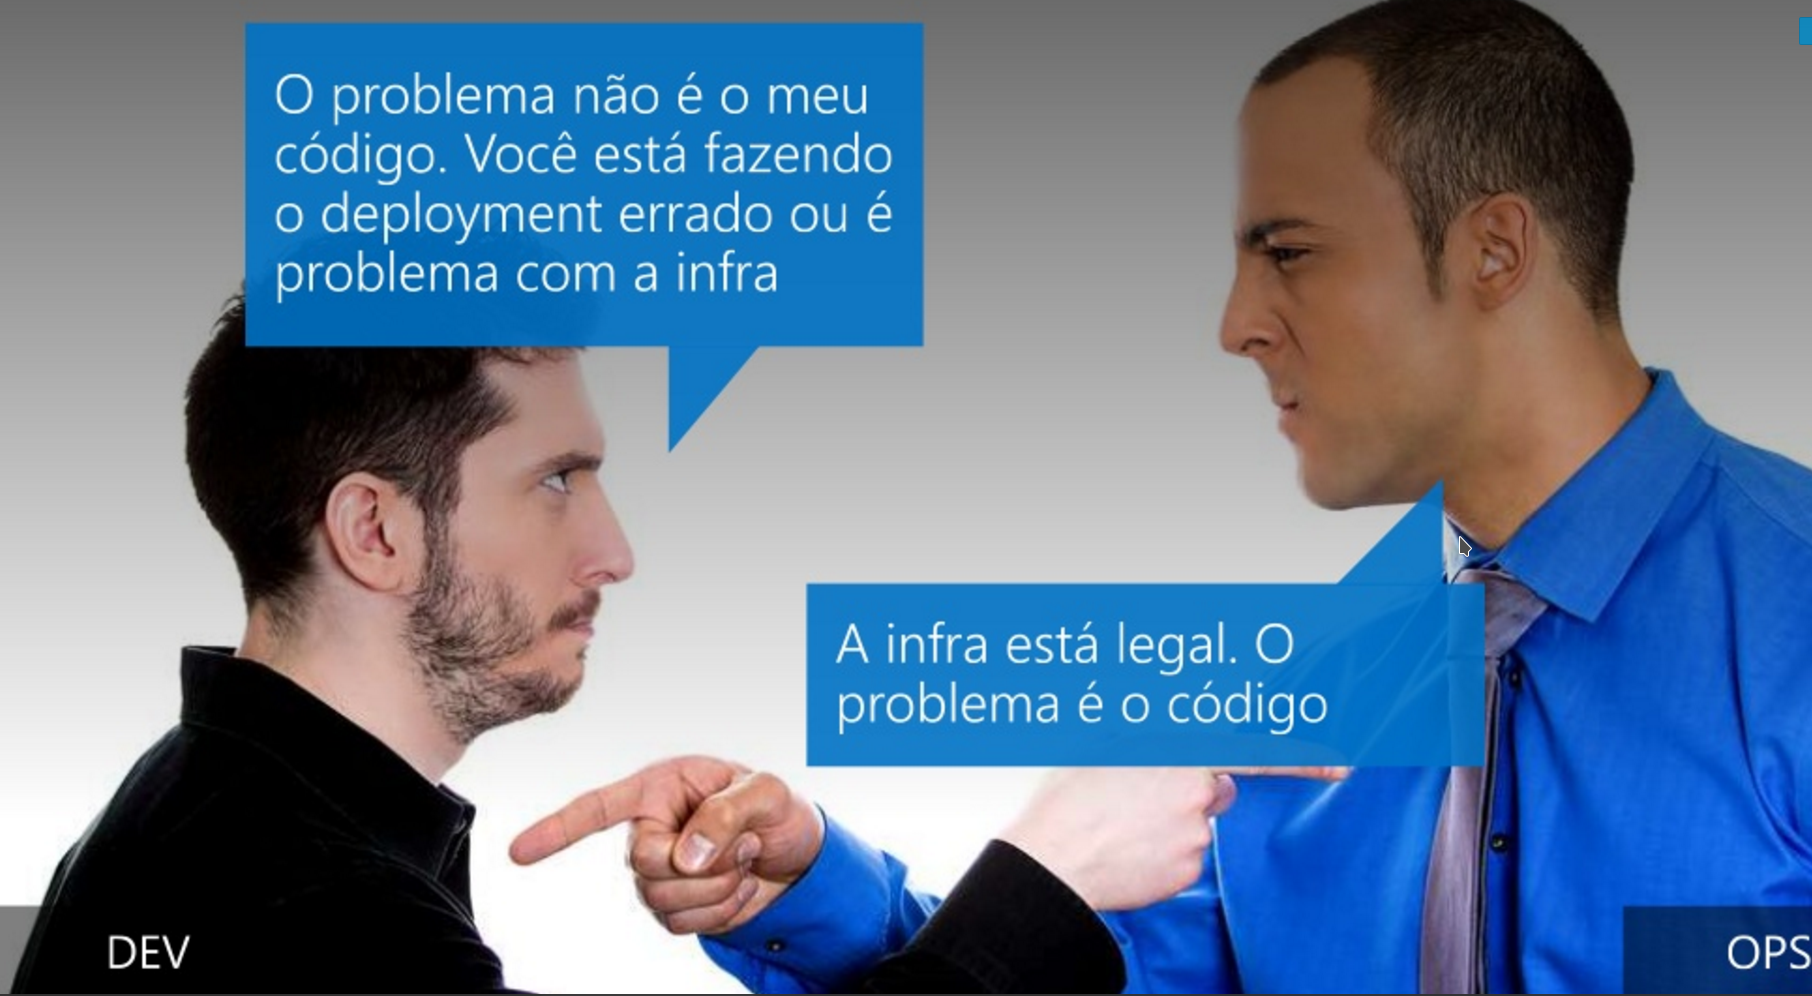 O problema não é o meu
código. Você está fazendo
o deployment errado ou é
problema com a infra
A infra está legal. O
problema é o código
DEV
OPS